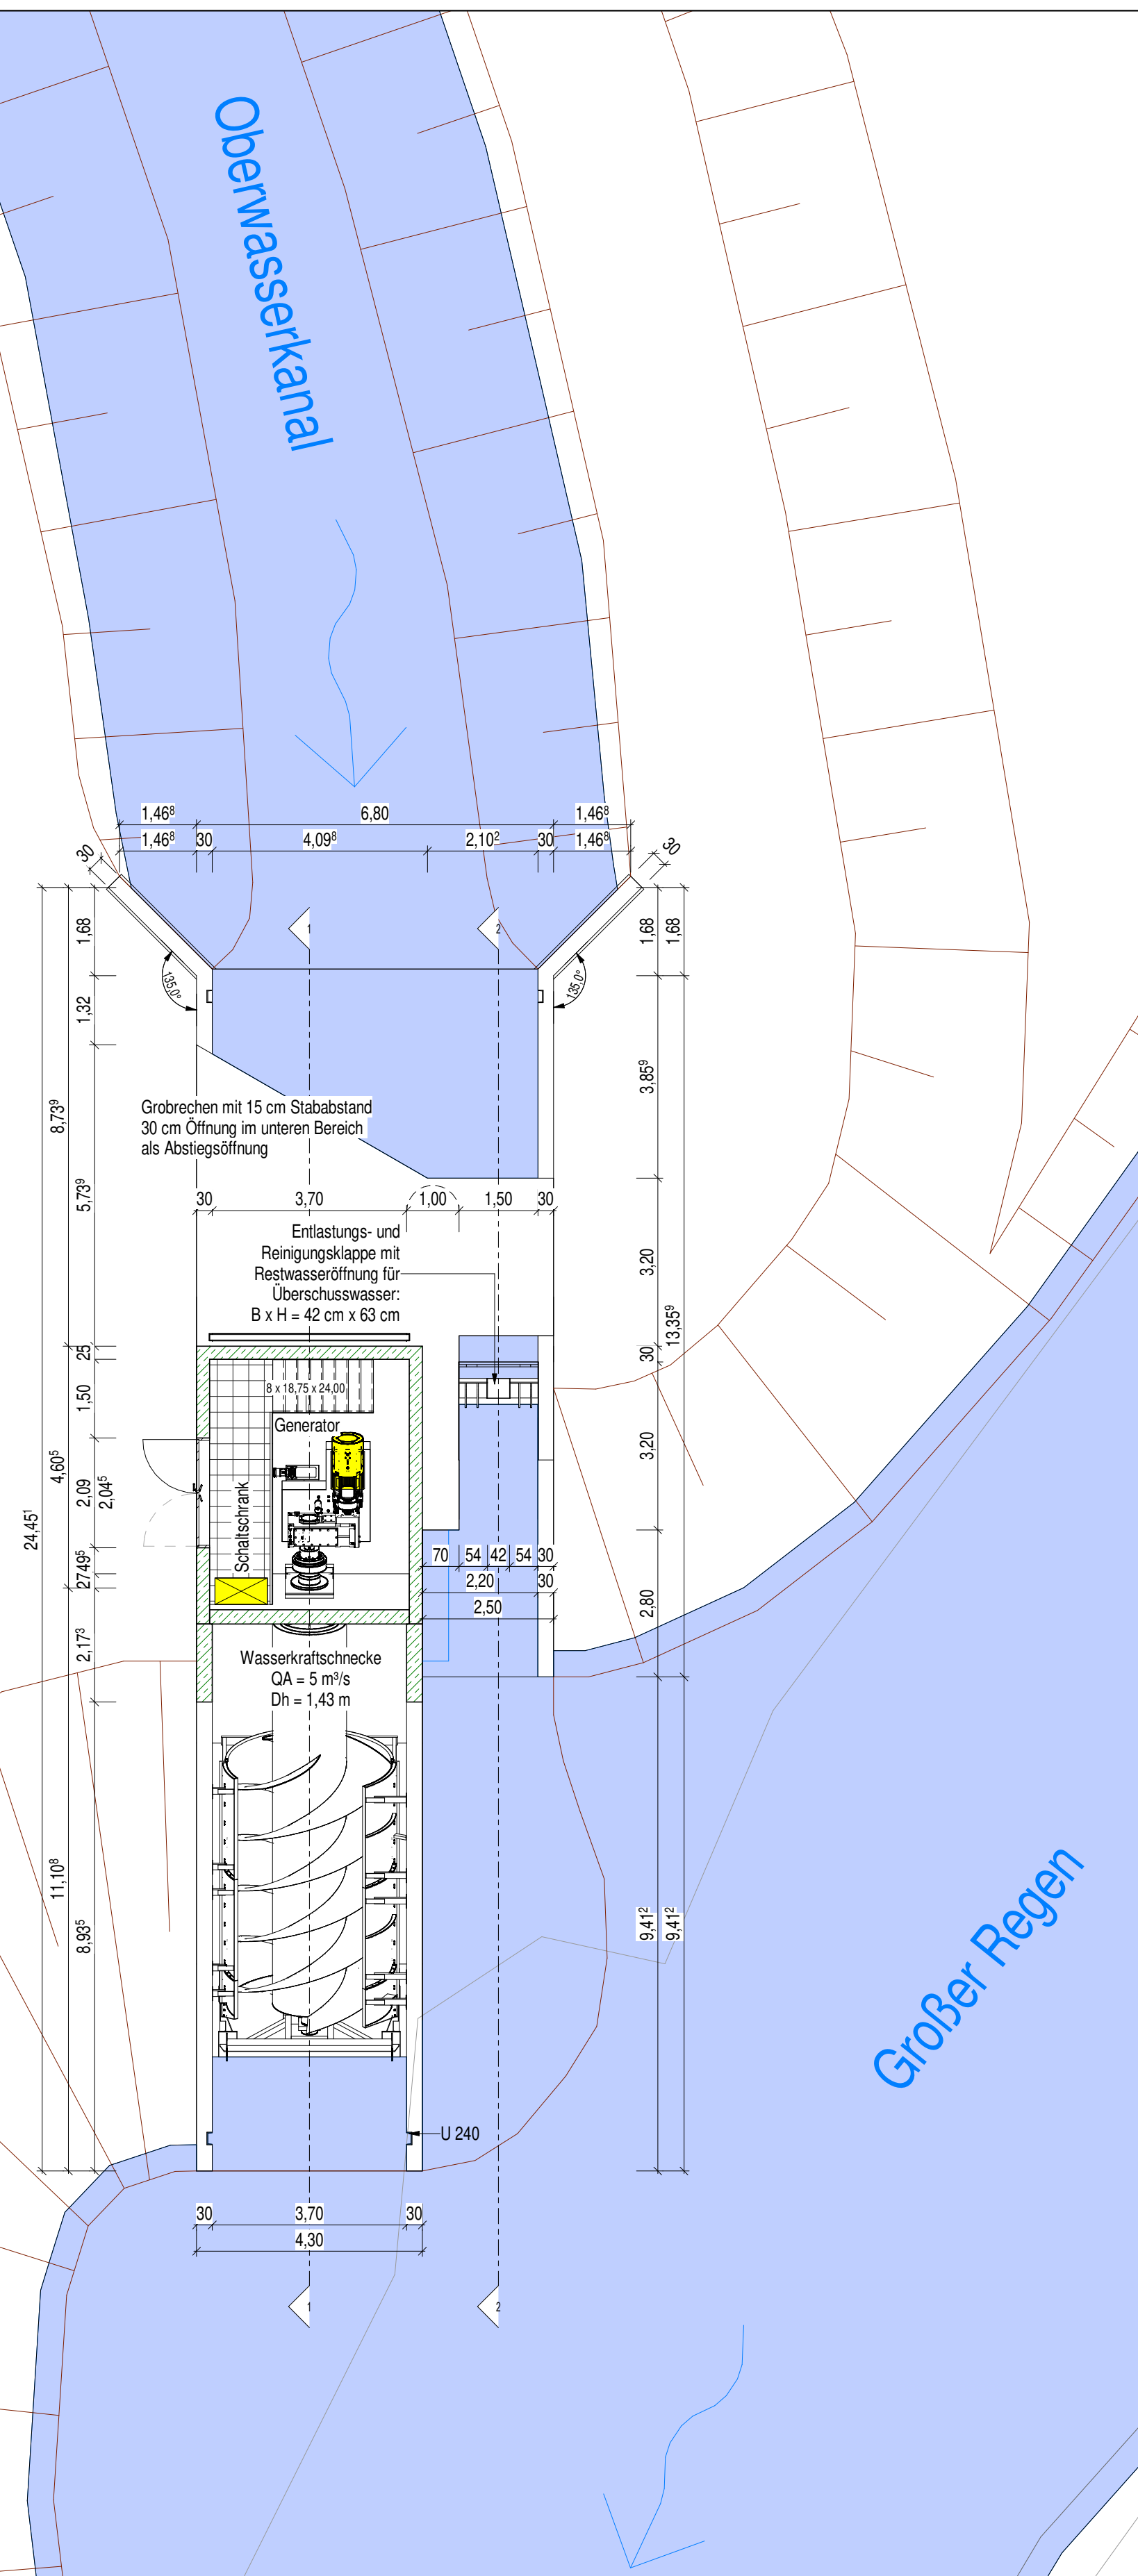 Oberwasserkanal
1,46⁸ 6,80 1,46⁸
1,46⁸ 30 4,09⁸ 2,10² 30 1,46⁸
30
30
1
2
1,68
1,68
1,68
135,0°
135,0°
1,32
3,85⁹
Grobrechen mit 15 cm Stababstand
30 cm Öffnung im unteren Bereich
als Abstiegsöffnung
8,73⁹
5,73⁹
30 3,70 1,00 1,50 30
Entlastungs- und
Reinigungsklappe mit
Restwasseröffnung für
Überschusswasser:
B x H = 42 cm x 63 cm
3,20
13,35⁹
25
30
8 x 18,75 x 24,00
Generator
1,50
3,20
4,60⁵
2,09
2,04⁵
Schaltschrank
24,45¹
27 49⁵
70 54 42 54 30
2,20 30
2,50
2,80
2,17³
Wasserkraftschnecke
QA = 5 m³/s
Dh = 1,43 m
11,10⁸
8,93⁵
9,41²
9,41²
Großer Regen
U 240
30 3,70 30
4,30
1
2